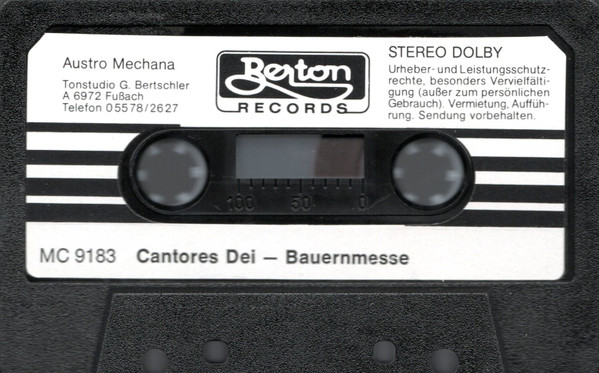 Austro Mechana
Tonstudio G. Bertschler
A 6972 Fußach
Telefon 05578/2627
Berton
RECORDS
STEREO DOLBY
Urheber- und Leistungsschutz-
rechte, besonders Vervielfälti-
gung (außer zum persönlichen
Gebrauch). Vermietung, Auffüh-
rung. Sendung vorbehalten.
100 50 0
MC 9183 Cantores Dei — Bauernmesse